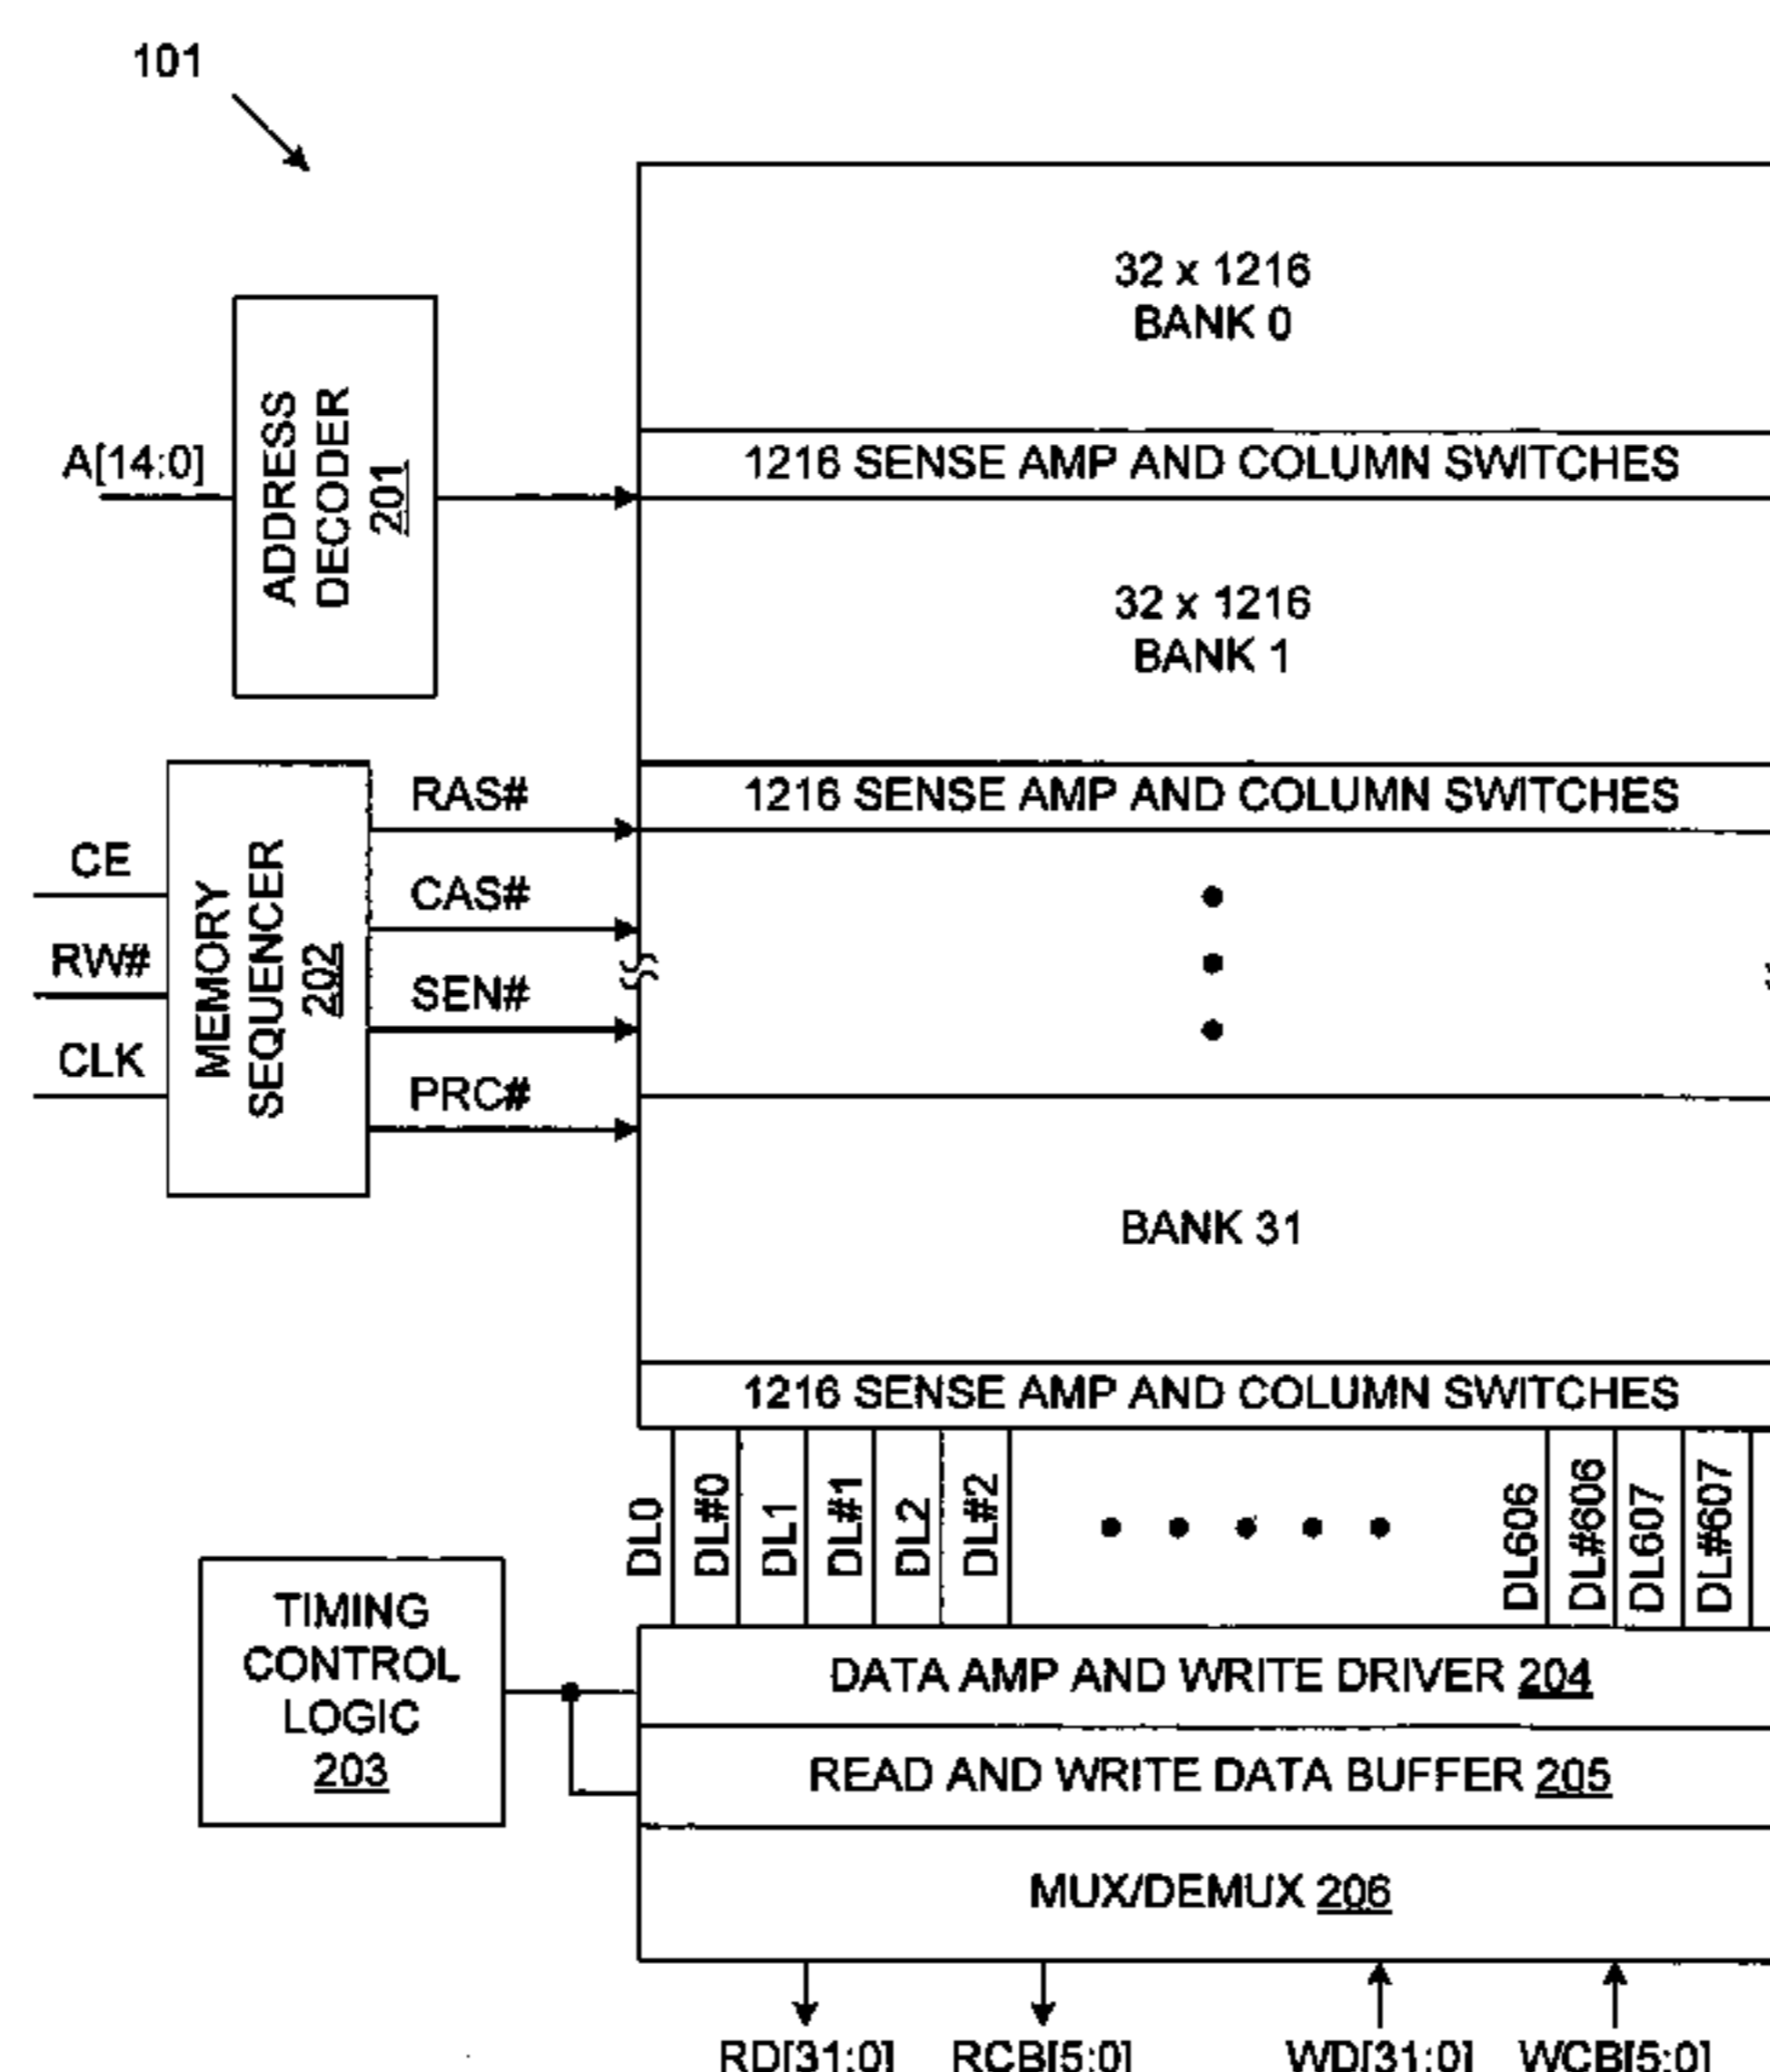 101
32 x 1216
BANK 0
1216 SENSE AMP AND COLUMN SWITCHES
A[14:0]
ADDRESS
DECODER
201
32 x 1216
BANK 1
1216 SENSE AMP AND COLUMN SWITCHES
CE
RW#
CLK
MEMORY
SEQUENCER
202
RAS#
CAS#
SEN#
PRC#
BANK 31
1216 SENSE AMP AND COLUMN SWITCHES
DL0
DL#0
DL1
DL#1
DL2
DL#2
DL606
DL#606
DL607
DL#607
TIMING
CONTROL
LOGIC
203
DATA AMP AND WRITE DRIVER 204
READ AND WRITE DATA BUFFER 205
MUX/DEMUX 206
RD[31:0]
RCB[5:0]
WD[31:0]
WCB[5:0]